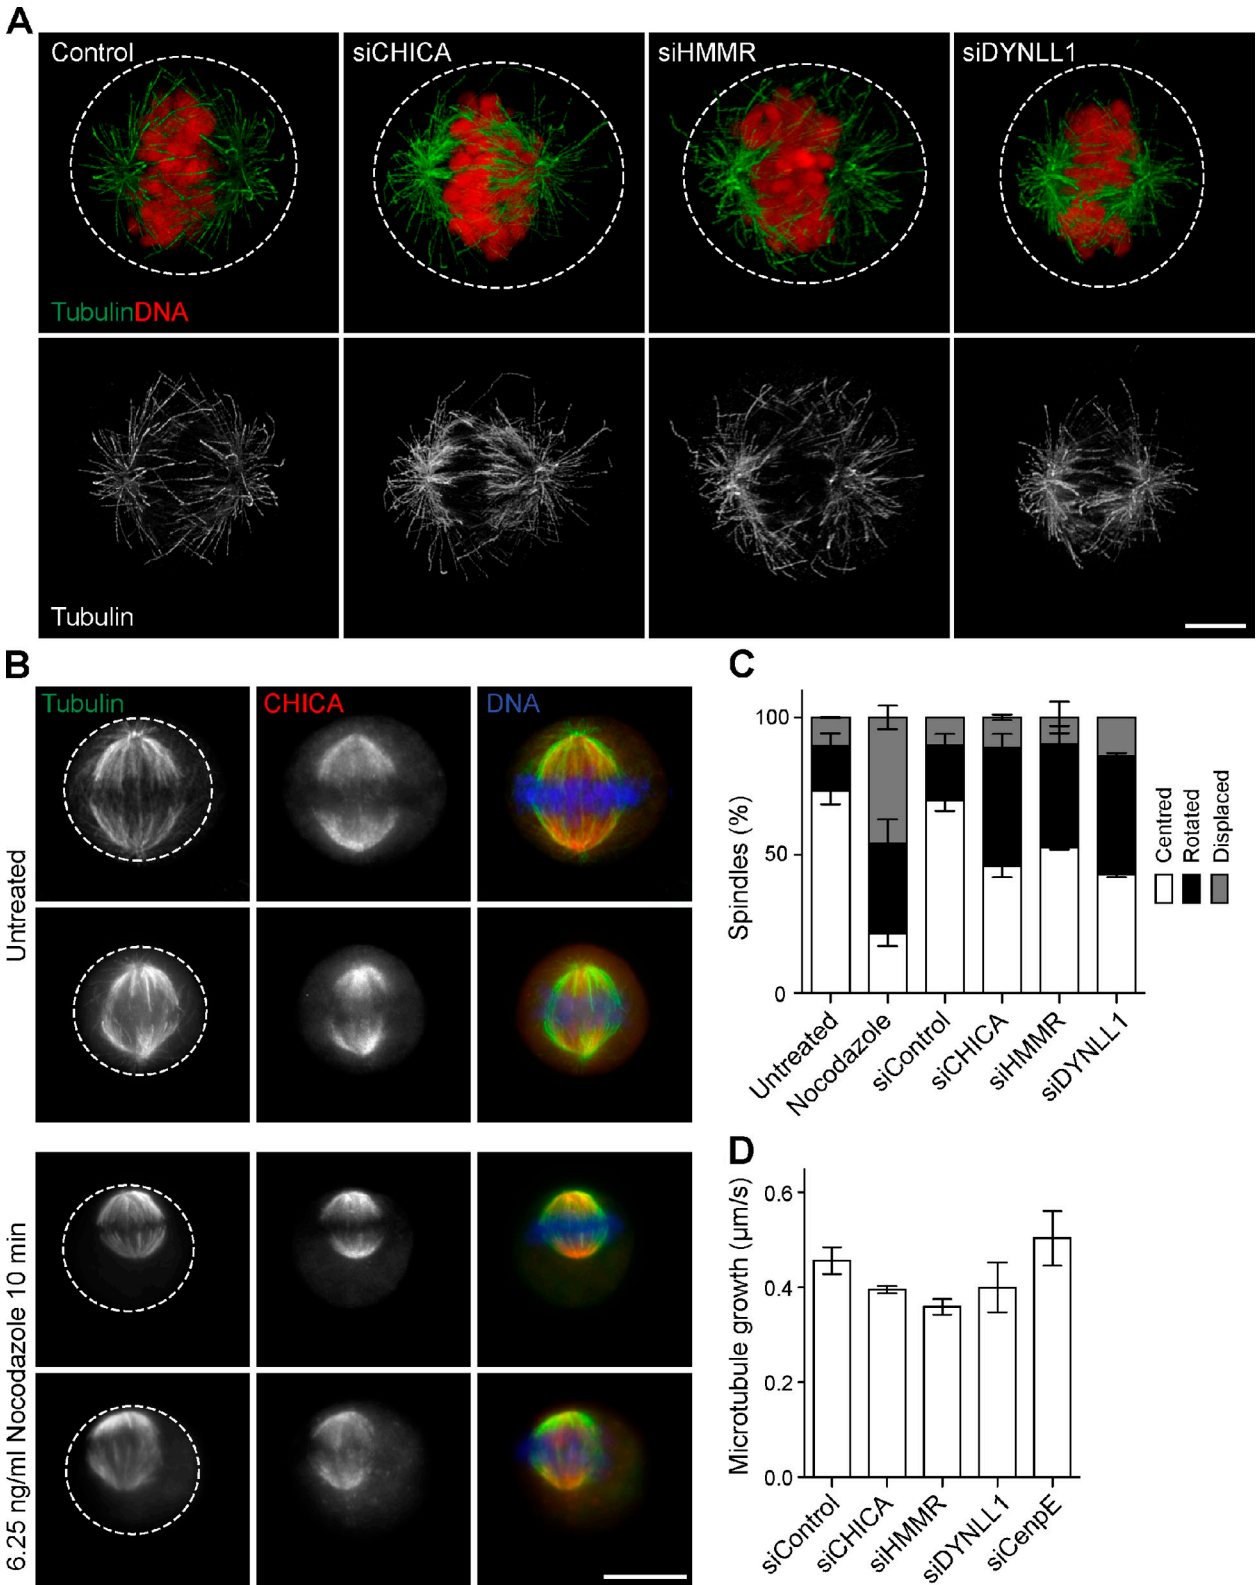 A
Control
siCHICA
siHMMR
siDYNLL1
TubulinDNA
Tubulin
B
Tubulin
CHICA
DNA
Untreated
6.25 ng/ml Nocodazole 10 min
C
Spindles (%)
100
50
0
Untreated
Nocodazole
siControl
siCHICA
siHMMR
siDYNLL1
Centred
Rotated
Displaced
D
Microtubule growth (µm/s)
0.6
0.4
0.2
0.0
siControl
siCHICA
siHMMR
siDYNLL1
siCenpE